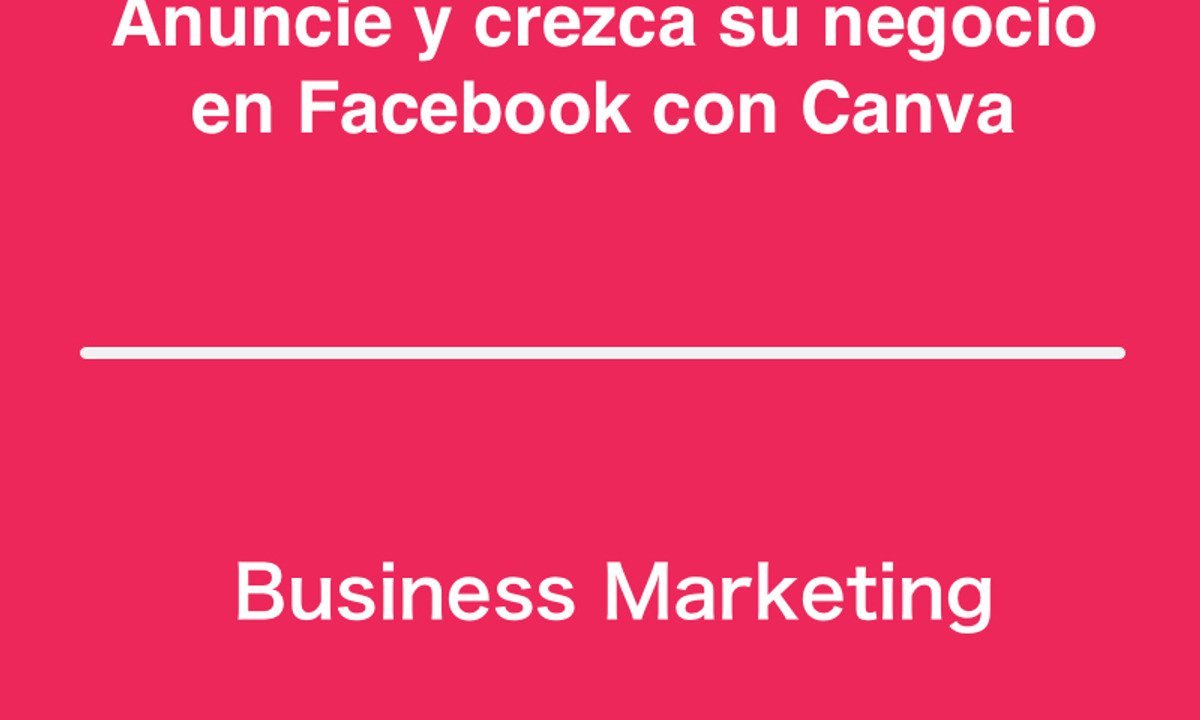 Anuncie y crezca su negocio
en Facebook con Canva
Business Marketing